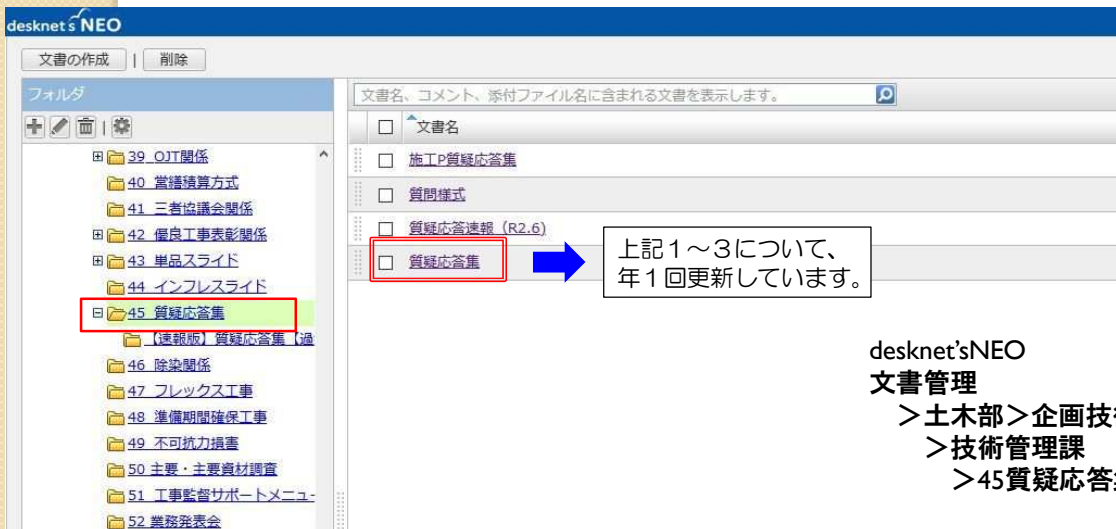 desknet's NEO
文書の作成 | 削除
フォルダ
39 OJT関係
40 営繕積算方式
41 三者協議会関係
42 優良工事表彰関係
43 単品スライド
44 インフレスライド
45 質疑応答集
【速報版】質疑応答集【過
46 除染関係
47 フレックス工事
48 準備期間確保工事
49 不可抗力損害
50 主要・主要資材調査
51 工事監督サポートメニュー
52 業務発表会
文書名、コメント、添付ファイル名に含まれる文書を表示します。
文書名
施工P質疑応答集
質問様式
質疑応答速報（R2.6)
質疑応答集
上記１～３について、
年１回更新しています。
desknet'sNEO
文書管理
＞土木部＞企画技
＞技術管理課
＞45質疑応答